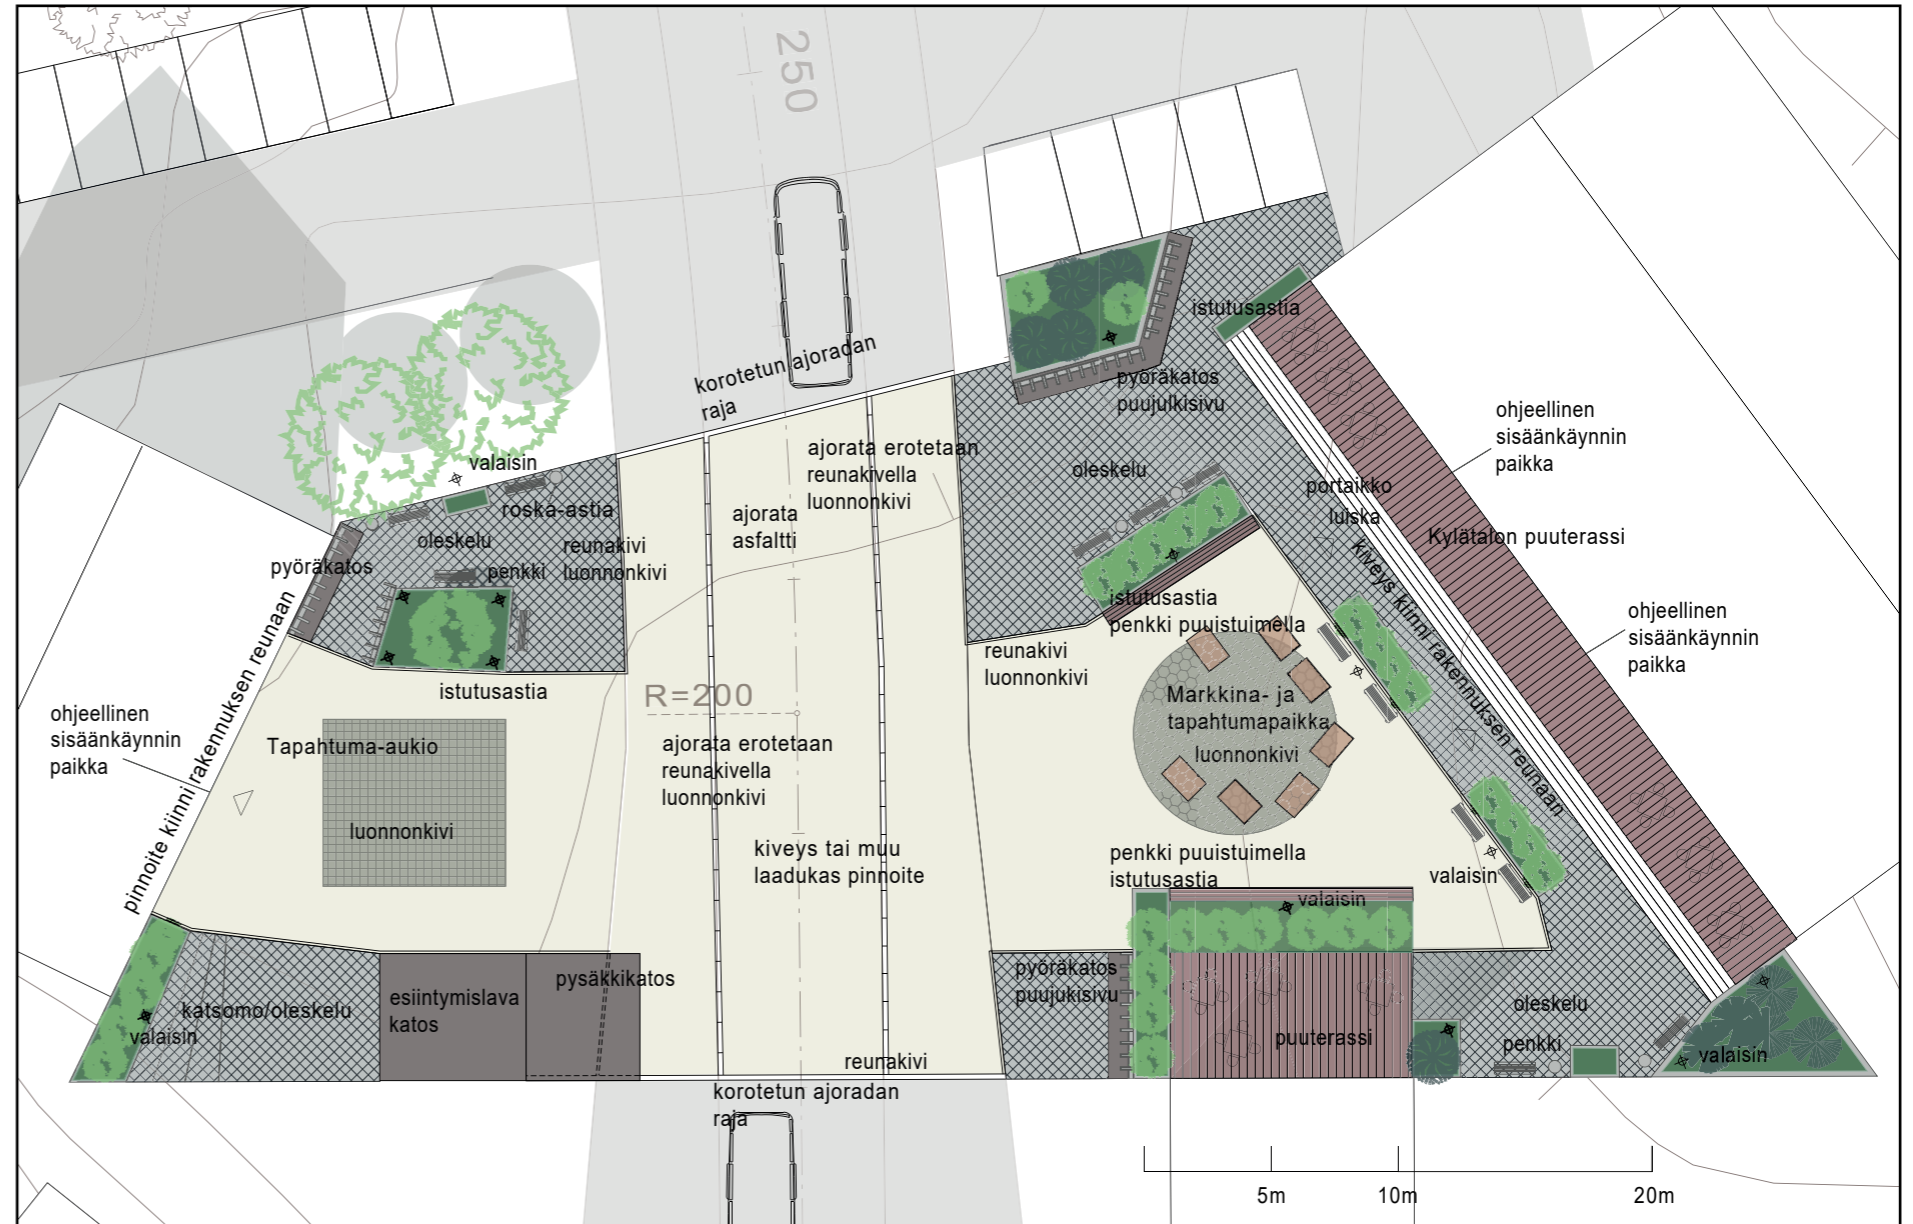 250
istutusastia
korotetun ajoradan
raja
pyöräkatos
puujulkisivu
ohjeellinen
sisäänkäynnin
paikka
valaisin
ajorata erotetaan
reunakivella
luonnonkivi
oleskelu
portaikko
luiska
roska-astia
ajorata
asfaltti
Kylätalon puuterassi
oleskelu
reunakivi
luonnonkivi
pyöräkatos
penkki
kiveys kiinni rakennuksen reunaan
istutusastia
penkki puuistuimella
ohjeellinen
sisäänkäynnin
paikka
pinnoite kiinni rakennuksen reunaan
reunakivi
luonnonkivi
istutusastia
R=200
Markkina- ja
tapahtumapaikka
luonnonkivi
ohjeellinen
sisäänkäynnin
paikka
Tapahtuma-aukio
ajorata erotetaan
reunakivella
luonnonkivi
luonnonkivi
kiveys tai muu
laadukas pinnoite
penkki puuistuimella
istutusastia
valaisin
valaisin
pysäkkikatos
pyöräkatos
puujukisivu
katsomo/oleskelu
esiintymislava
katos
oleskelu
valaisin
puuterassi
penkki
valaisin
reunakivi
korotetun ajoradan
raja
5m
10m
20m